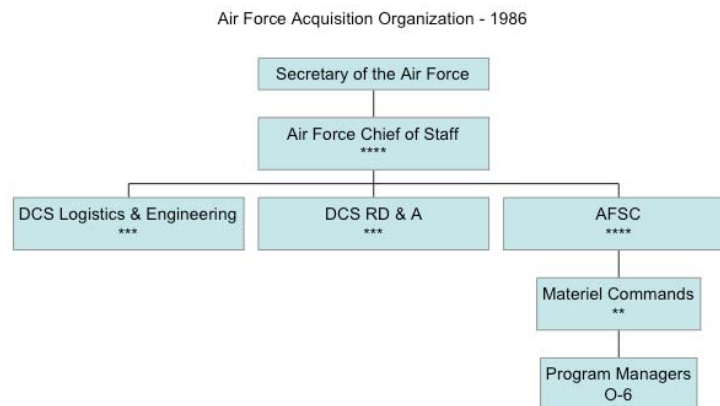 Air Force Acquisition Organization - 1986
Secretary of the Air Force
Air Force Chief of Staff
****
DCS Logistics & Engineering
***
DCS RD & A
***
AFSC
****
Materiel Commands
**
Program Managers
O-6